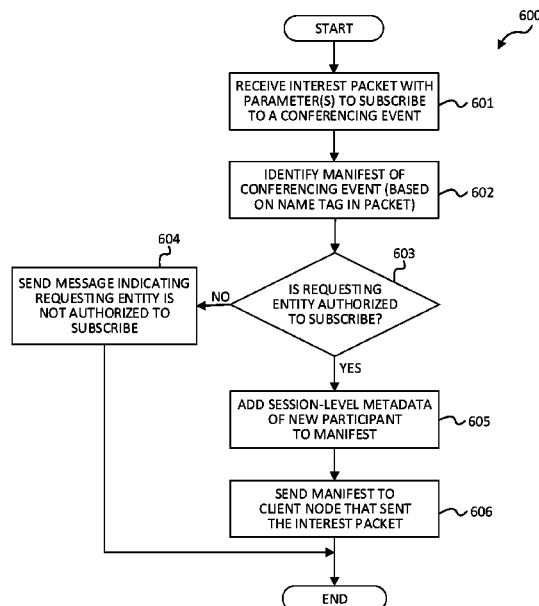 600
START
RECEIVE INTEREST PACKET WITH
PARAMETER(S) TO SUBSCRIBE
TO A CONFERENCING EVENT
601
IDENTIFY MANIFEST OF
CONFERENCING EVENT (BASED
ON NAME TAG IN PACKET)
602
603
IS REQUESTING
ENTITY AUTHORIZED
TO SUBSCRIBE?
NO
604
SEND MESSAGE INDICATING
REQUESTING ENTITY IS
NOT AUTHORIZED TO
SUBSCRIBE
YES
ADD SESSION-LEVEL METADATA
OF NEW PARTICIPANT
TO MANIFEST
605
SEND MANIFEST TO
CLIENT NODE THAT SENT
THE INTEREST PACKET
606
END